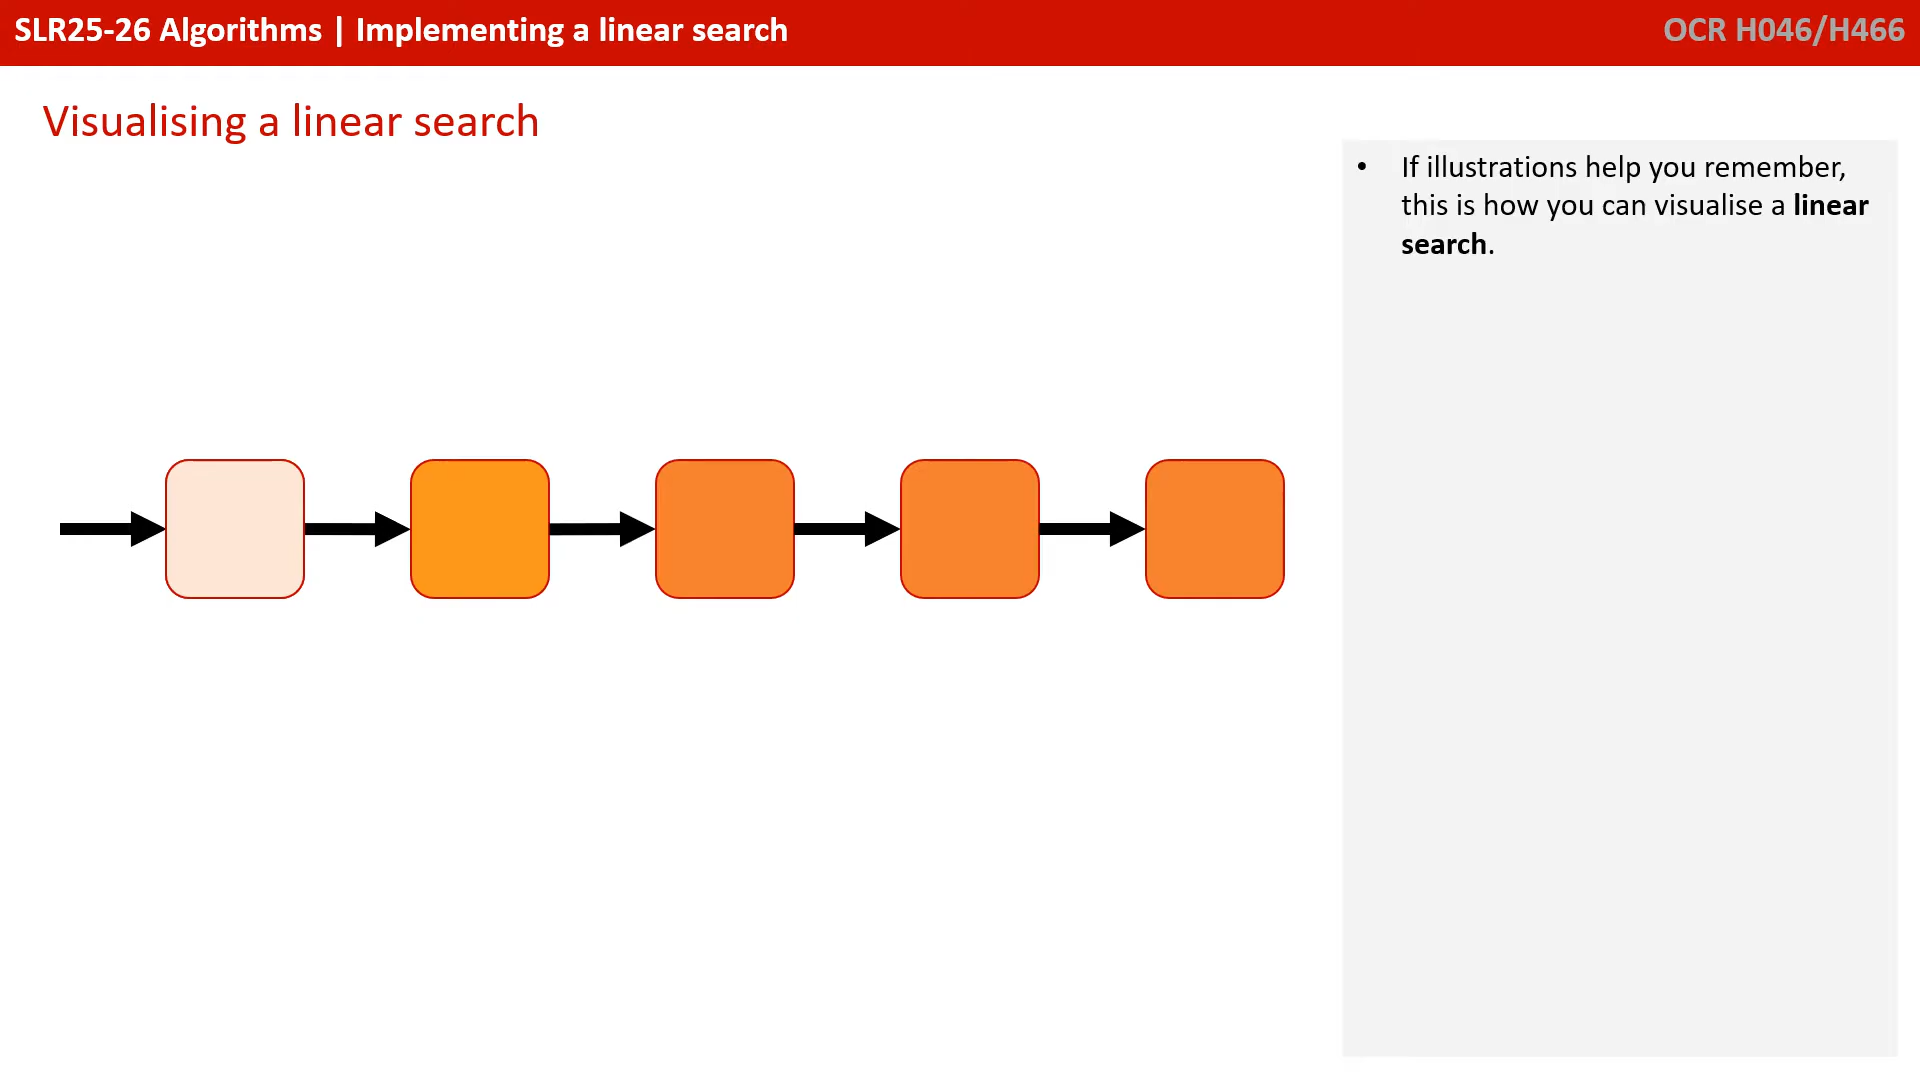 SLR25-26 Algorithms | Implementing a linear search
OCR H046/H466
Visualising a linear search
• If illustrations help you remember,
this is how you can visualise a linear
search.